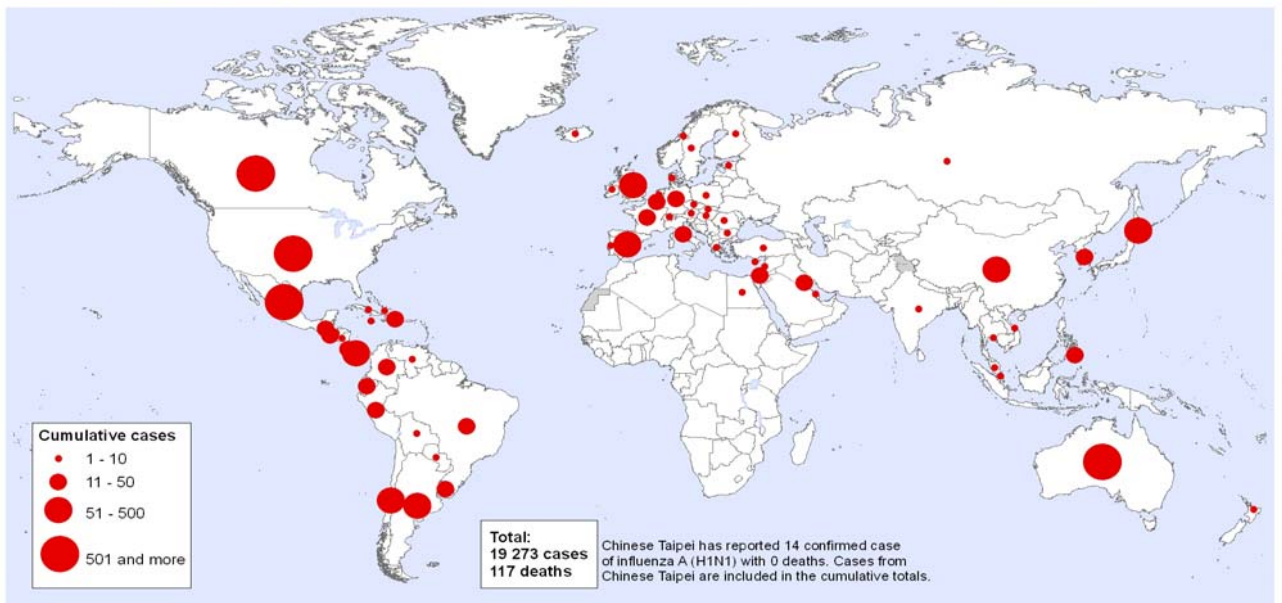 Cumulative cases
1 - 10
11 - 50
51 - 500
501 and more
Total:
19 273 cases
117 deaths
Chinese Taipei has reported 14 confirmed case
of influenza A (H1N1) with 0 deaths. Cases from
Chinese Taipei are included in the cumulative totals.